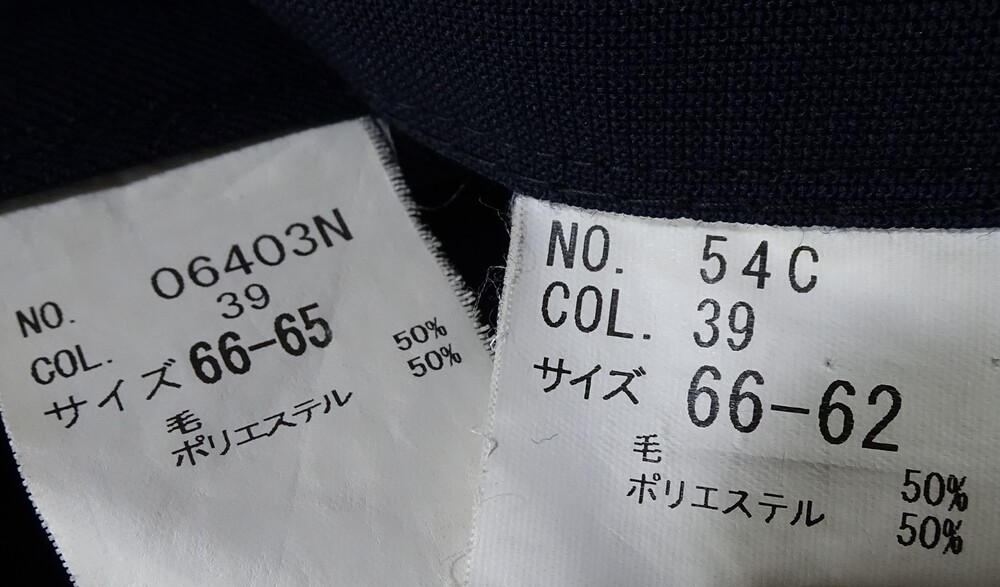 NO. 06403N
COL. 39
サイズ 66-65
毛 50%
ポリエステル 50%
NO. 54C
COL. 39
サイズ 66-62
毛 50%
ポリエステル 50%